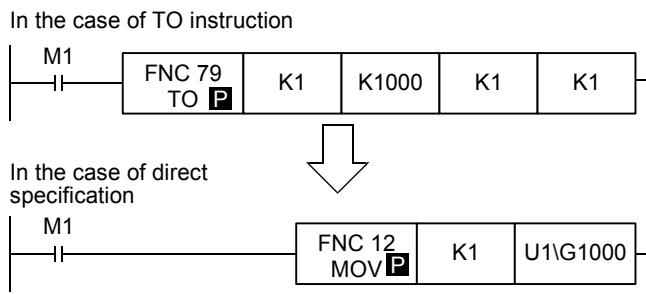 In the case of TO instruction
M1
FNC 79
TO P
K1
K1000
K1
K1
In the case of direct
specification
M1
FNC 12
MOV P
K1
U1\G1000